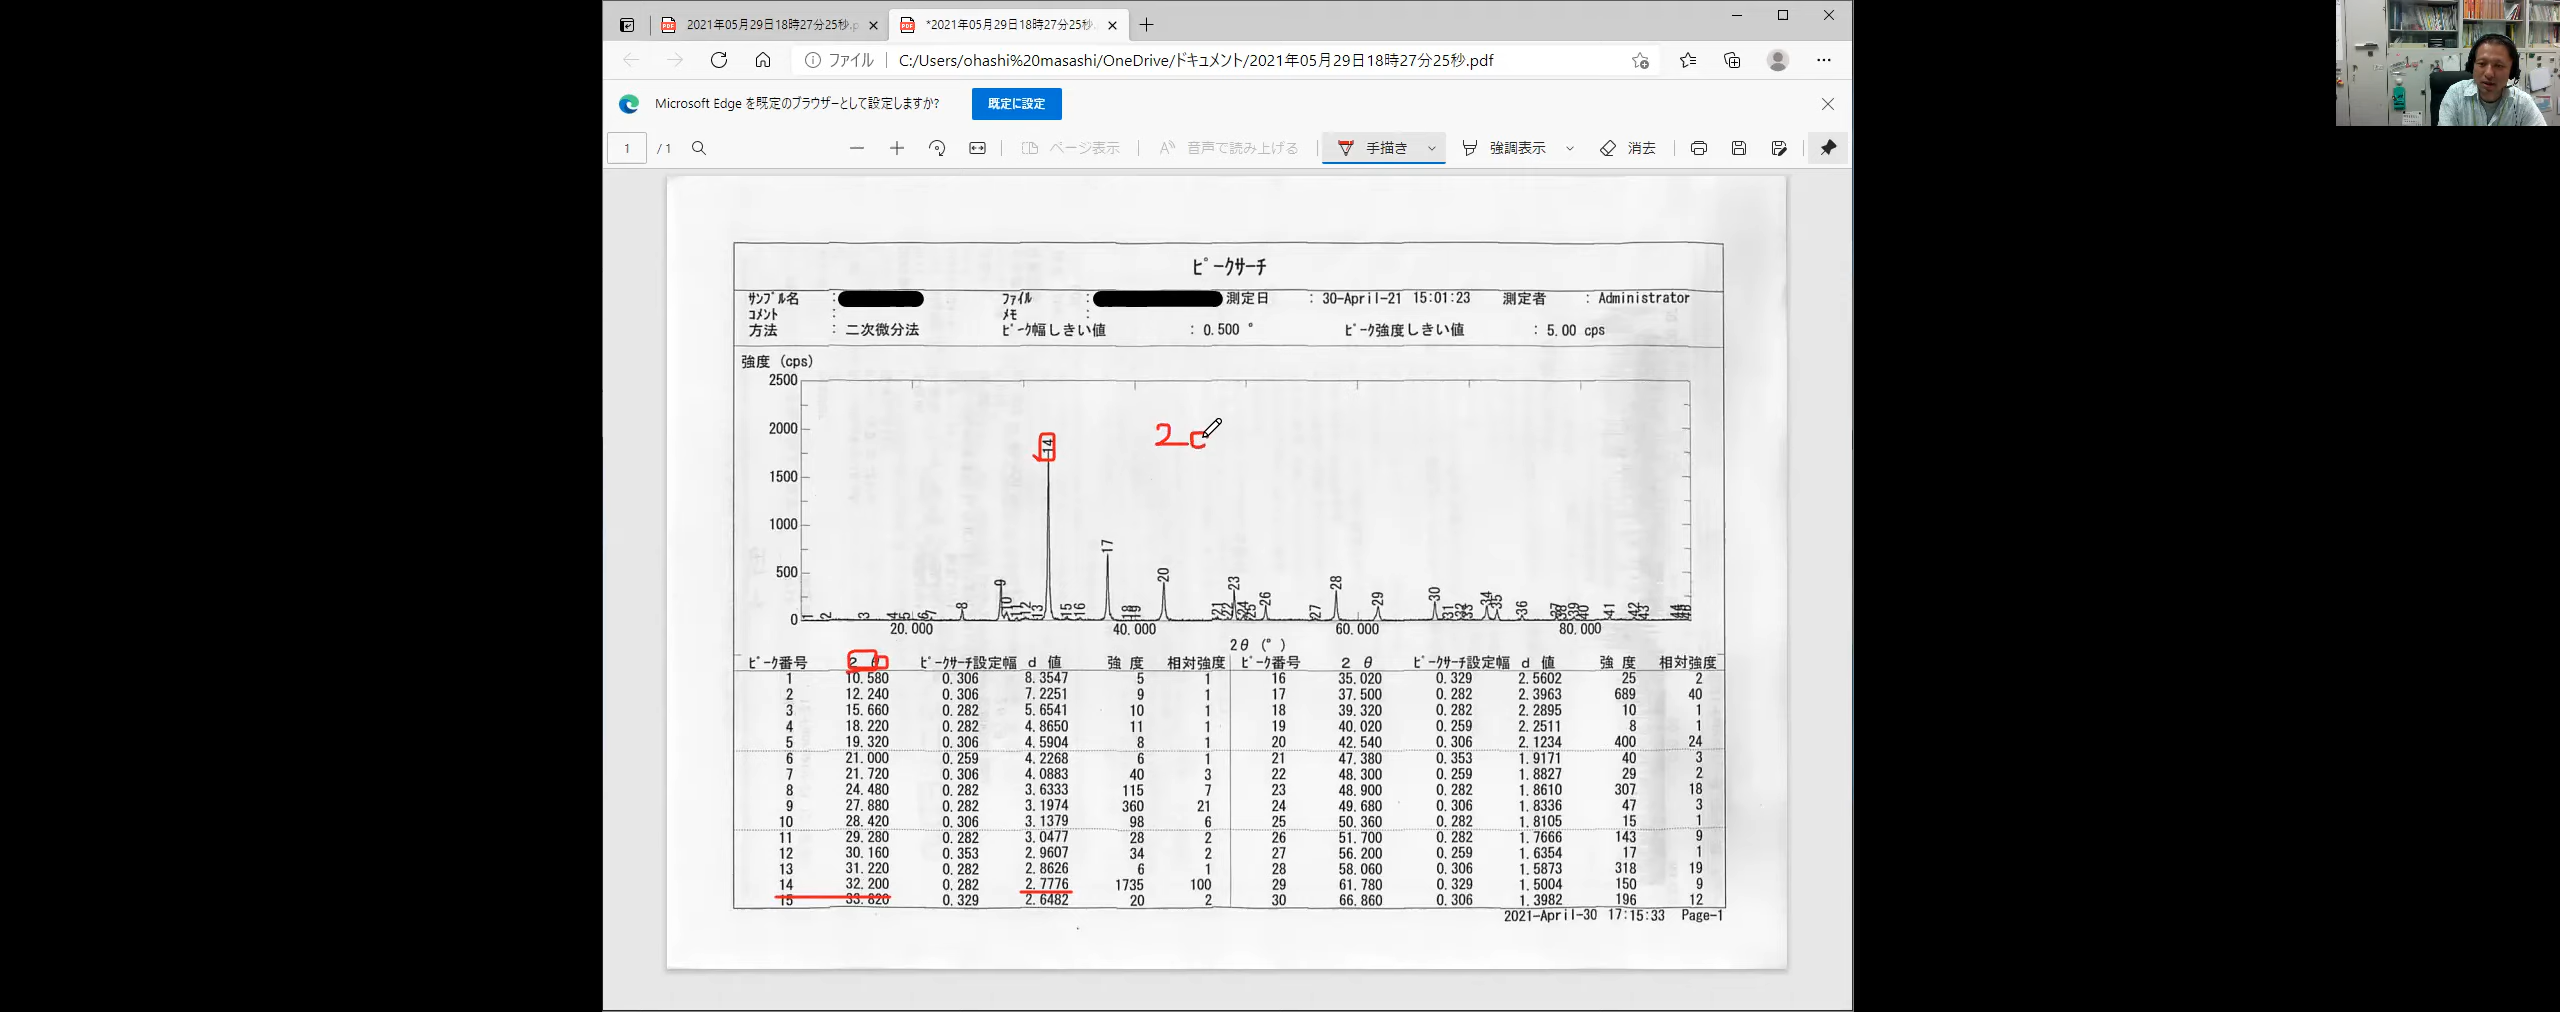 2021年05月29日18時27分25秒.p
*2021年05月29日18時27分25秒.
ファイル C:/Users/ohashi%20masashi/OneDrive/ドキュメント/2021年05月29日18時27分25秒.pdf
Microsoft Edge を既定のブラウザーとして設定しますか? 既定に設定
1 / 1 ページ表示 音声で読み上げる 手描き 強調表示 消去
ﾋﾟｰｸｻｰﾁ
ｻﾝﾌﾟﾙ名 : ﾌｧｲﾙ : 測定日 : 30-April-21 15:01:23 測定者 : Administrator
ｺﾒﾝﾄ : ﾒﾓ :
方法 : 二次微分法 ﾋﾟｰｸ幅しきい値 : 0.500 ° ﾋﾟｰｸ強度しきい値 : 5.00 cps
強度 (cps)
2500
2000
1500
1000
500
0
14
2
17
9
20
23
28
26
29
30
8
10
34
35
36
27
41
20.000 40.000 60.000 80.000
2θ (°)
ﾋﾟｰｸ番号 2 θ ﾋﾟｰｸｻｰﾁ設定幅 d 値 強 度 相対強度 ﾋﾟｰｸ番号 2 θ ﾋﾟｰｸｻｰﾁ設定幅 d 値 強 度 相対強度
1 10.580 0.306 8.3547 5 1 16 35.020 0.329 2.5602 25 2
2 12.240 0.306 7.2251 9 1 17 37.500 0.282 2.3963 689 40
3 15.660 0.282 5.6541 10 1 18 39.320 0.282 2.2895 10 1
4 18.220 0.282 4.8650 11 1 19 40.020 0.259 2.2511 8 1
5 19.320 0.306 4.5904 8 1 20 42.540 0.306 2.1234 400 24
6 21.000 0.259 4.2268 6 1 21 47.380 0.353 1.9171 40 3
7 21.720 0.306 4.0883 40 3 22 48.300 0.259 1.8827 29 2
8 24.480 0.282 3.6333 115 7 23 48.900 0.282 1.8610 307 18
9 27.880 0.282 3.1974 360 21 24 49.680 0.306 1.8336 47 3
10 28.420 0.306 3.1379 98 6 25 50.360 0.282 1.8105 15 1
11 29.280 0.282 3.0477 28 2 26 51.700 0.282 1.7666 143 9
12 30.160 0.353 2.9607 34 2 27 56.200 0.259 1.6354 17 1
13 31.220 0.282 2.8626 6 1 28 58.060 0.306 1.5873 318 19
14 32.200 0.282 2.7776 1735 100 29 61.780 0.329 1.5004 150 9
15 33.820 0.329 2.6482 20 2 30 66.860 0.306 1.3982 196 12
2021-April-30 17:15:33 Page-1